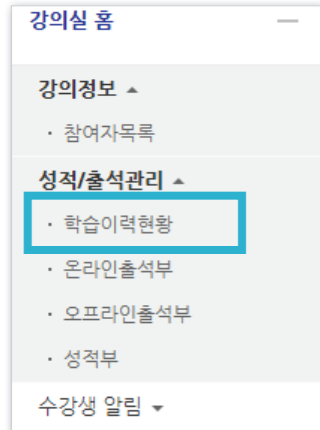 강의실 홈 —
강의정보 ▲
· 참여자목록
성적/출석관리 ▲
· 학습이력현황
· 온라인출석부
· 오프라인출석부
· 성적부
수강생 알림 ▼